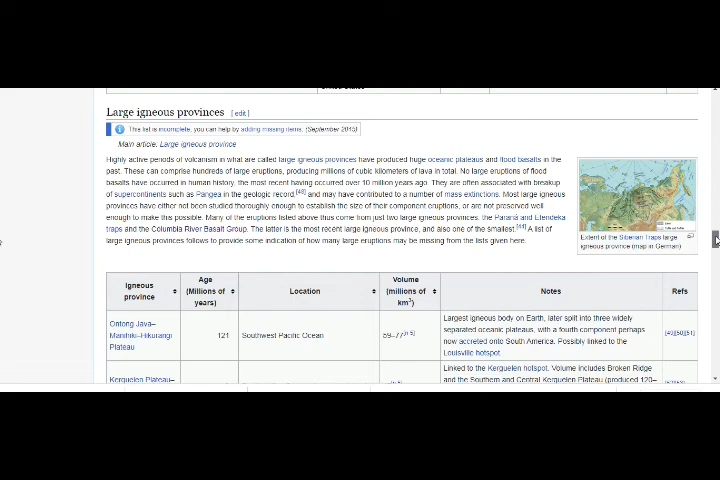 Large igneous provinces [ edit ]
This list is incomplete; you can help by adding missing items. (September 2015)
Main article: Large igneous province
Highly active periods of volcanism in what are called large igneous provinces have produced huge oceanic plateaus and flood basalts in the
past. These can comprise hundreds of large eruptions, producing millions of cubic kilometers of lava in total. No large eruptions of flood
basalts have occurred in human history, the most recent having occurred over 10 million years ago. They are often associated with breakup
of supercontinents such as Pangea in the geologic record,[48] and may have contributed to a number of mass extinctions. Most large igneous
provinces have either not been studied thoroughly enough to establish the size of their component eruptions, or are not preserved well
enough to make this possible. Many of the eruptions listed above thus come from just two large igneous provinces: the Paraná and Etendeka
traps and the Columbia River Basalt Group. The latter is the most recent large igneous province, and also one of the smallest.[44] A list of
large igneous provinces follows to provide some indication of how many large eruptions may be missing from the lists given here.
Extent of the Siberian Traps large
igneous province (map in German)
Igneous province
Age (Millions of years)
Location
Volume (millions of km3)
Notes
Refs
Ontong Java–
Manihiki–Hikurangi
Plateau
121
Southwest Pacific Ocean
59–77[n 5]
Largest igneous body on Earth, later split into three widely
separated oceanic plateaus, with a fourth component perhaps
now accreted onto South America. Possibly linked to the
Louisville hotspot.
[49][50][51]
Kerguelen Plateau–
Linked to the Kerguelen hotspot. Volume includes Broken Ridge
and the Southern and Central Kerguelen Plateau (produced 120–